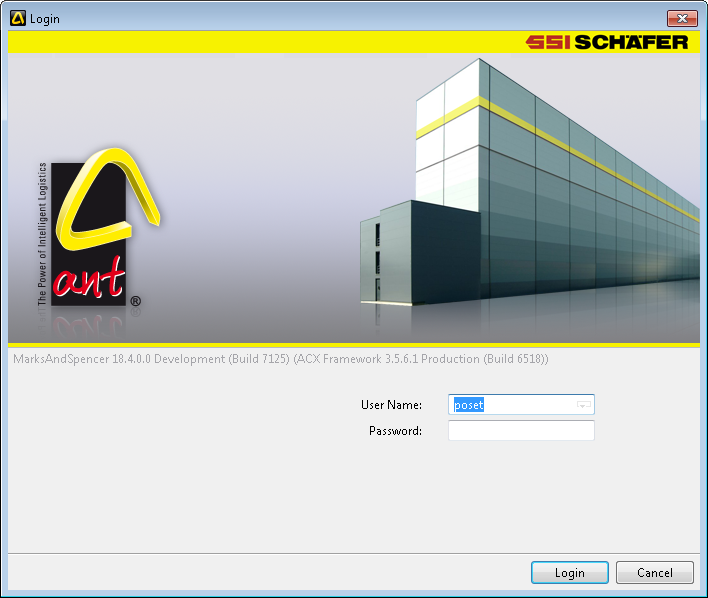 Login
SSI SCHÄFER
The Power of Intelligent Logistics
ant®
MarksAndSpencer 18.4.0.0 Development (Build 7125) (ACX Framework 3.5.6.1 Production (Build 6518))
User Name: poset
Password:
Login Cancel